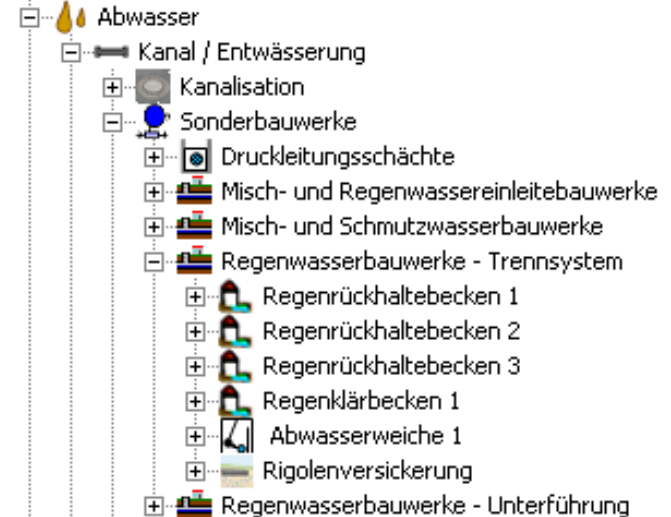 Abwasser
Kanal / Entwässerung
Kanalisation
Sonderbauwerke
Druckleitungsschächte
Misch- und Regenwassereinleitebauwerke
Misch- und Schmutzwasserbauwerke
Regenwasserbauwerke - Trennsystem
Regenrückhaltebecken 1
Regenrückhaltebecken 2
Regenrückhaltebecken 3
Regenklärbecken 1
Abwasserweiche 1
Rigolenversickerung
Regenwasserbauwerke - Unterführung